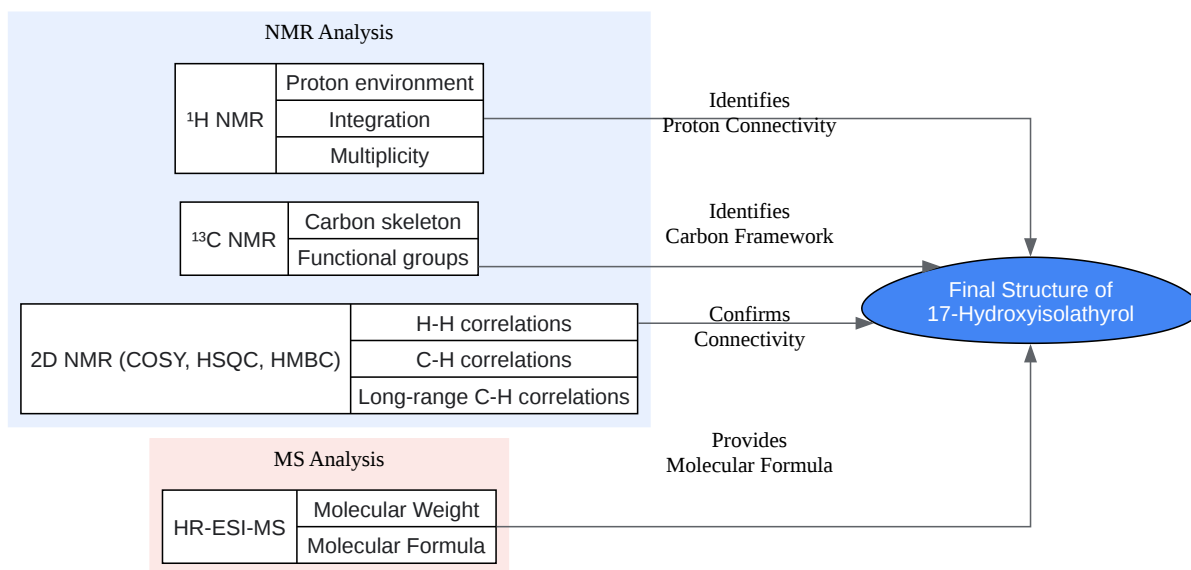 NMR Analysis
¹H NMR
Proton environment
Integration
Multiplicity
Identifies
Proton Connectivity
¹³C NMR
Carbon skeleton
Functional groups
Identifies
Carbon Framework
2D NMR (COSY, HSQC, HMBC)
H-H correlations
C-H correlations
Long-range C-H correlations
Confirms
Connectivity
Final Structure of
17-Hydroxyisolathyrol
MS Analysis
HR-ESI-MS
Molecular Weight
Molecular Formula
Provides
Molecular Formula